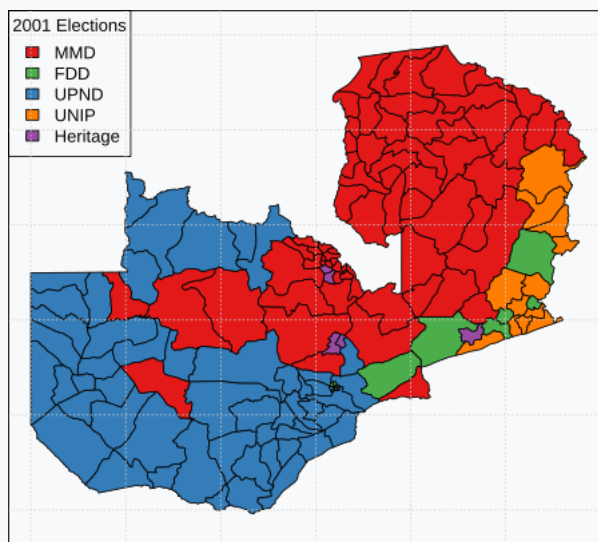 2001 Elections
MMD
FDD
UPND
UNIP
Heritage